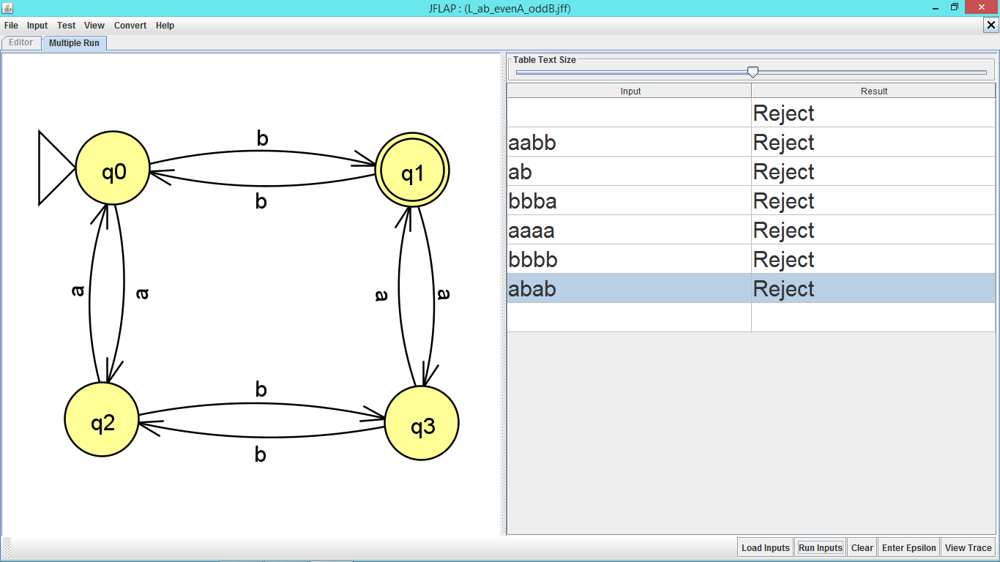 JFLAP : (L_ab_evenA_oddB.jff)
File Input Test View Convert Help
Editor Multiple Run
b
q0
q1
b
a
a
a
a
b
q2
q3
b
Table Text Size
Input Result
Reject
aabb Reject
ab Reject
bbba Reject
aaaa Reject
bbbb Reject
abab Reject
Load Inputs Run Inputs Clear Enter Epsilon View Trace